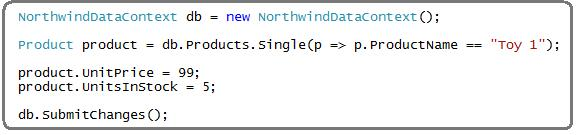 NorthwindDataContext db = new NorthwindDataContext();
Product product = db.Products.Single(p => p.ProductName == "Toy 1");
product.UnitPrice = 99;
product.UnitsInStock = 5;
db.SubmitChanges();